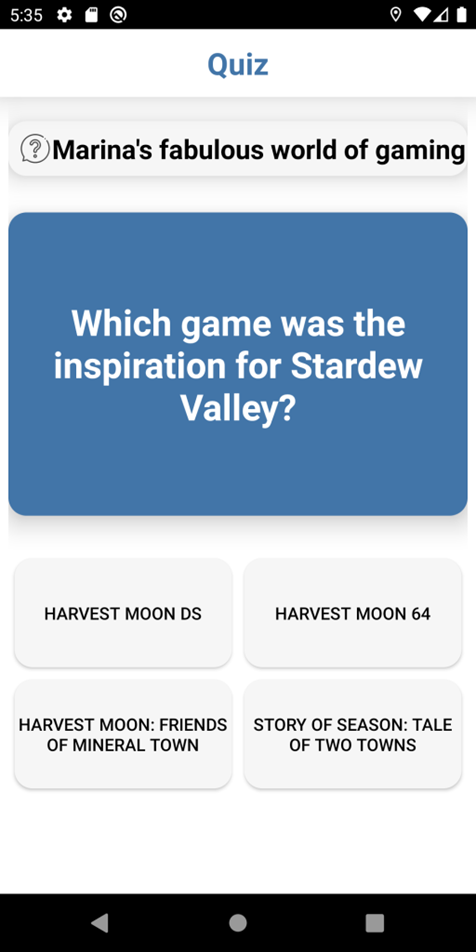 5:35
Quiz
Marina's fabulous world of gaming
Which game was the
inspiration for Stardew
Valley?
HARVEST MOON DS
HARVEST MOON 64
HARVEST MOON: FRIENDS
OF MINERAL TOWN
STORY OF SEASON: TALE
OF TWO TOWNS